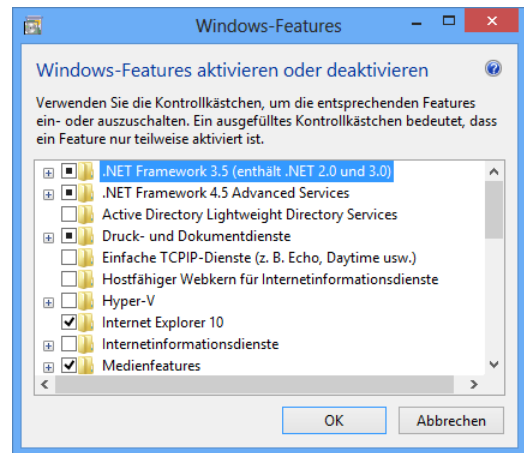 Windows-Features
Windows-Features aktivieren oder deaktivieren
Verwenden Sie die Kontrollkästchen, um die entsprechenden Features
ein- oder auszuschalten. Ein ausgefülltes Kontrollkästchen bedeutet, dass
ein Feature nur teilweise aktiviert ist.
.NET Framework 3.5 (enthält .NET 2.0 und 3.0)
.NET Framework 4.5 Advanced Services
Active Directory Lightweight Directory Services
Druck- und Dokumentdienste
Einfache TCPIP-Dienste (z. B. Echo, Daytime usw.)
Hostfähiger Webkern für Internetinformationsdienste
Hyper-V
Internet Explorer 10
Internetinformationsdienste
Medienfeatures
OK Abbrechen